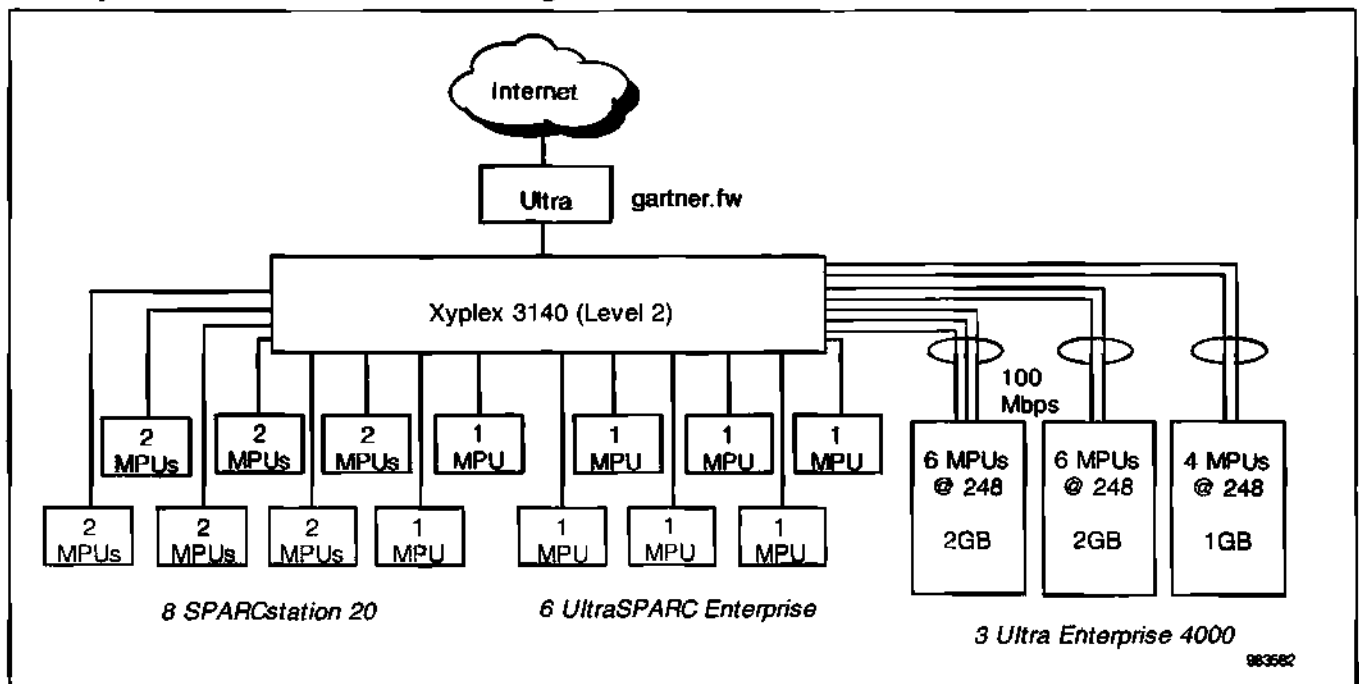 Internet
Ultra
gartner.fw
Xyplex 3140 (Level 2)
100
Mbps
2
MPUs
2
MPUs
2
MPUs
1
MPU
1
MPU
1
MPU
1
MPU
2
MPUs
2
MPUs
2
MPUs
1
MPU
1
MPU
1
MPU
1
MPU
6 MPUs
@ 248
2GB
6 MPUs
@ 248
2GB
4 MPUs
@ 248
1GB
8 SPARCstation 20
6 UltraSPARC Enterprise
3 Ultra Enterprise 4000
983582